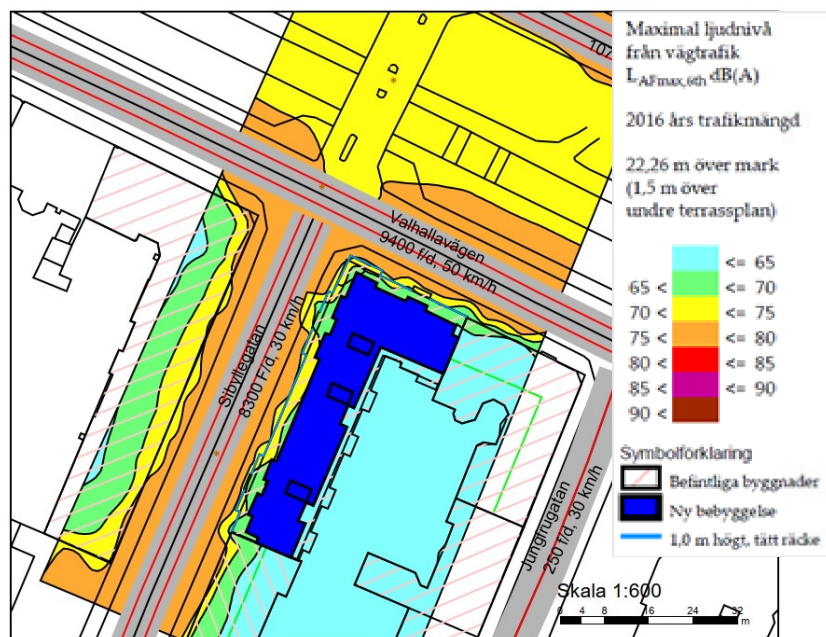 Maximal ljudnivå
från vägtrafik
LAFmax,6th dB(A)
2016 års trafikmängd
22,26 m över mark
(1,5 m över
undre terrassplan)
<= 65
65 < <= 70
70 < <= 75
75 < <= 80
80 < <= 85
85 < <= 90
90 <
Symbolförklaring
Befintliga byggnader
Ny bebyggelse
1,0 m högt, tätt räcke
Valhallavägen
9400 f/d, 50 km/h
Sibyllegatan
8300 F/d, 30 km/h
Jungfrugatan
250 f/d, 30 km/h
Skala 1:600
0 4 8 16 24 32
m